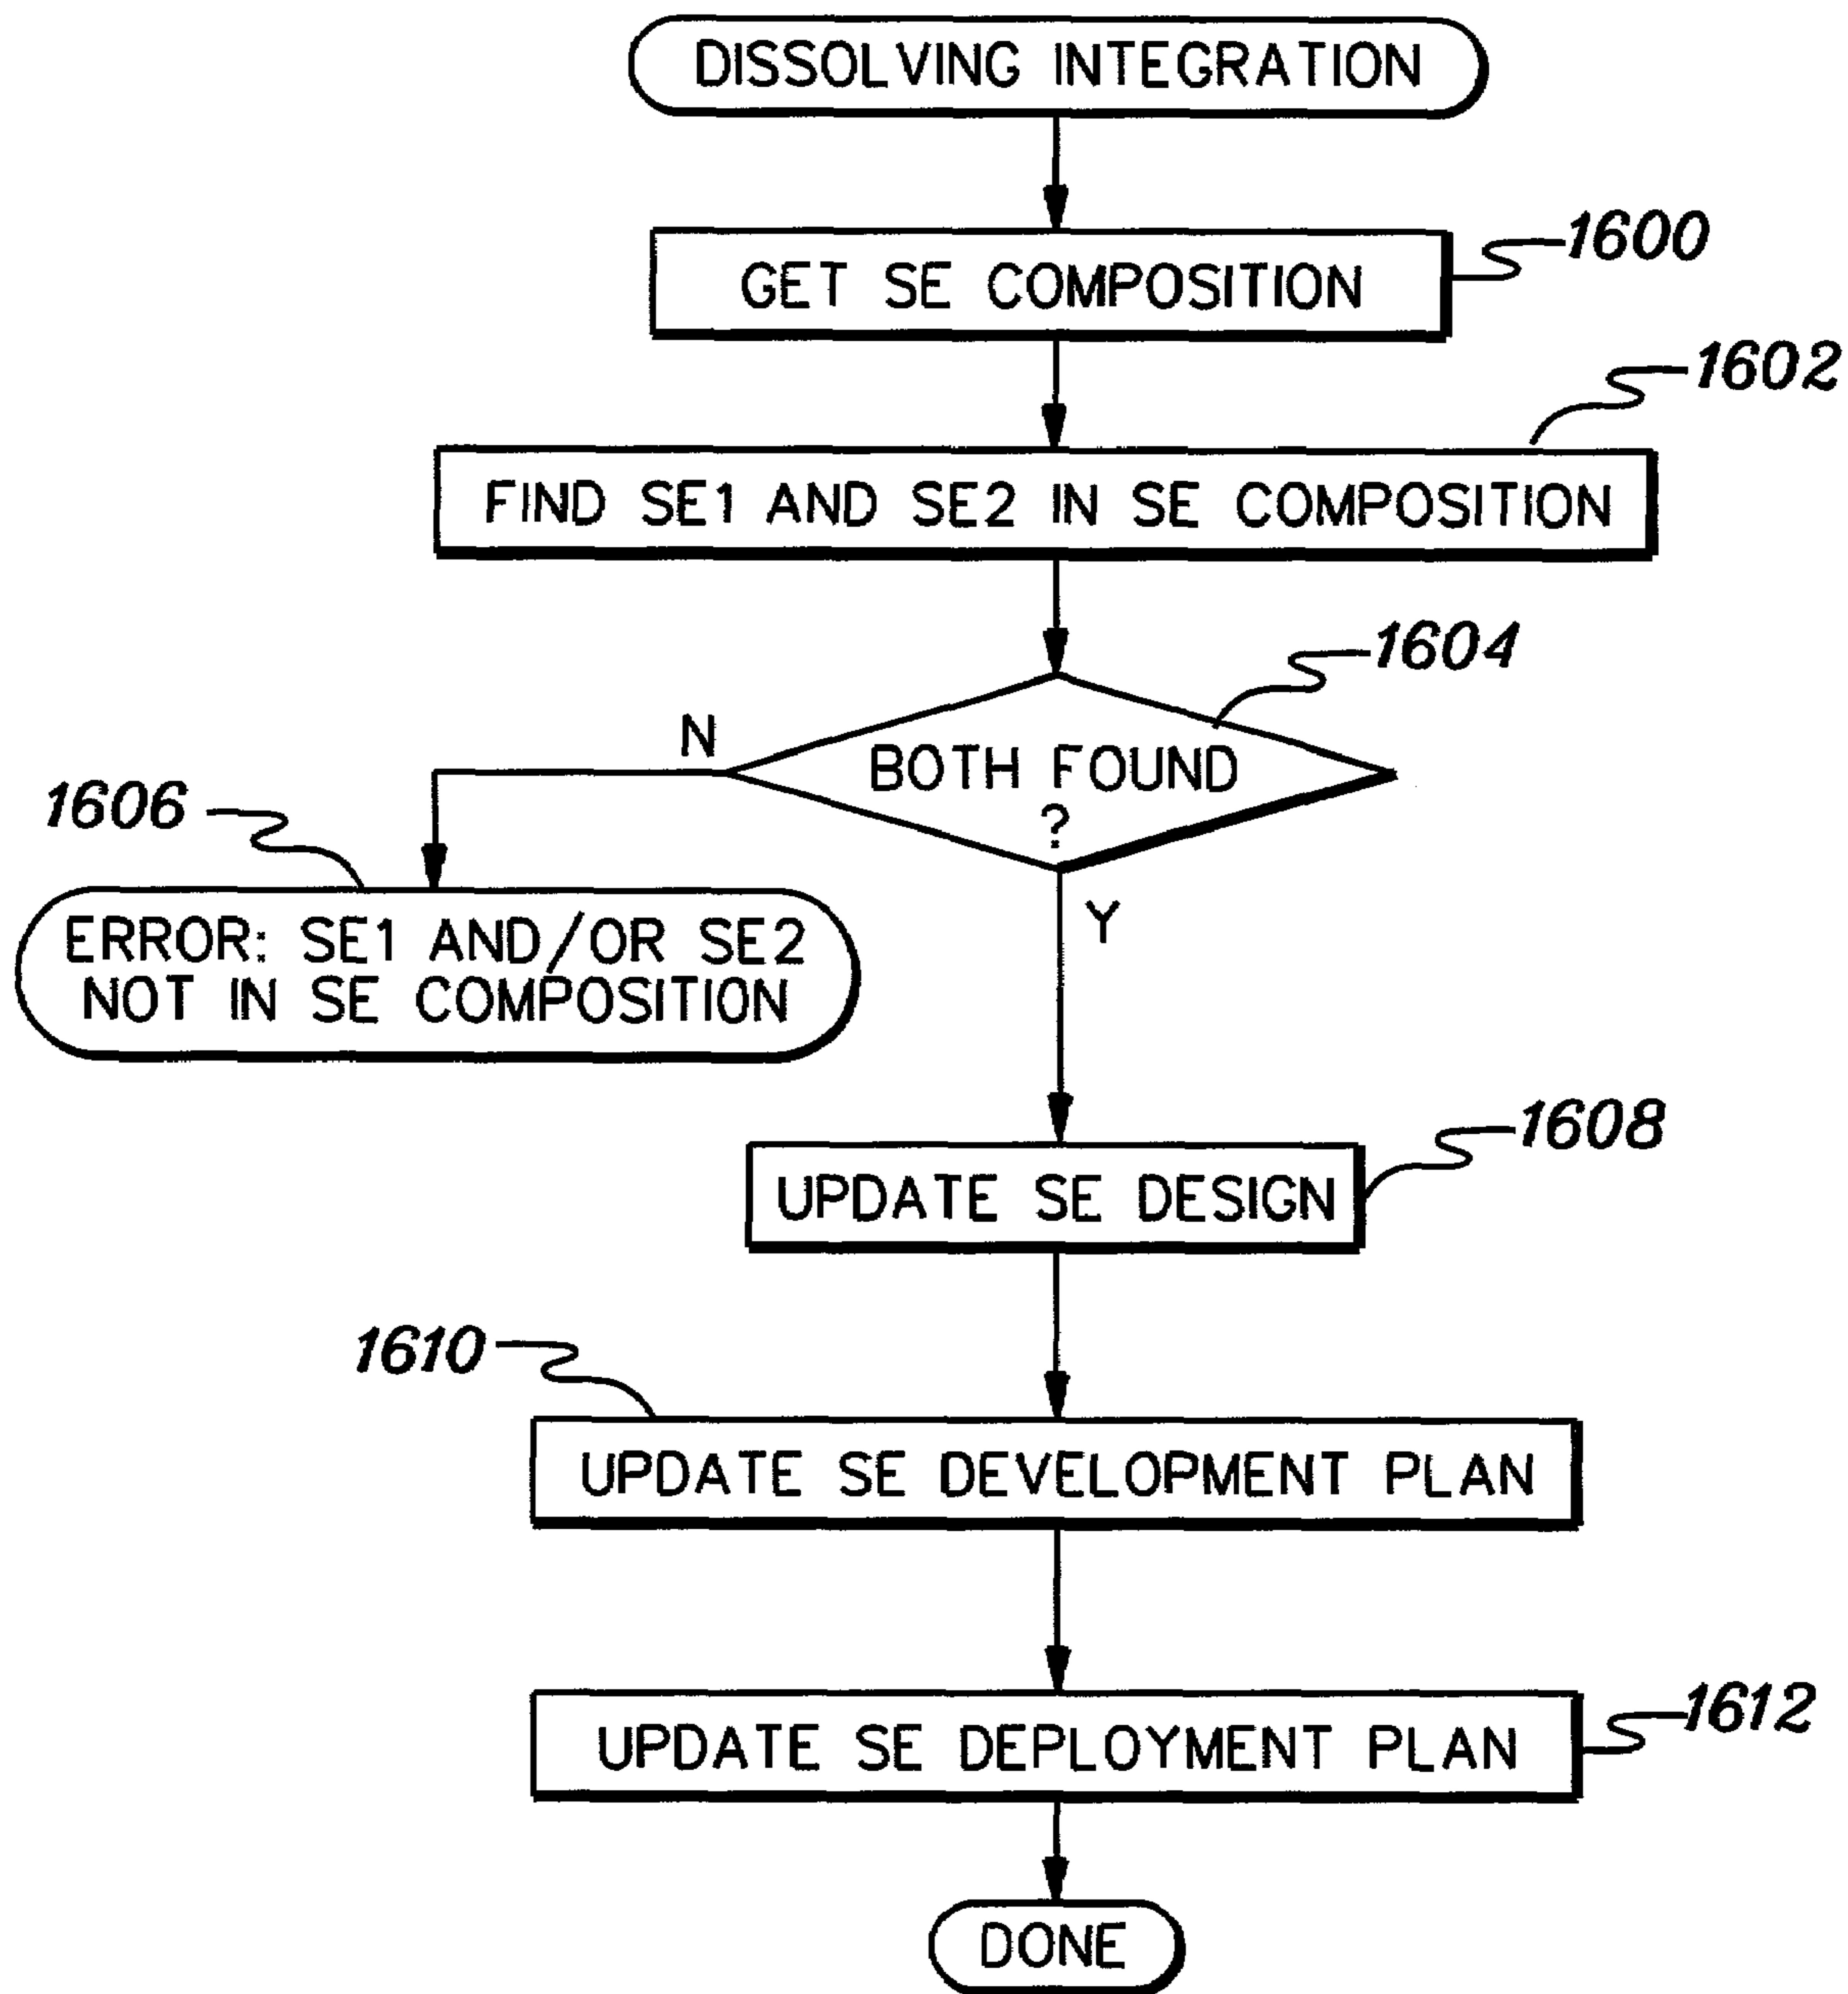 DISSOLVING INTEGRATION
GET SE COMPOSITION
1600
FIND SE1 AND SE2 IN SE COMPOSITION
1602
BOTH FOUND
?
1604
N
Y
1606
ERROR: SE1 AND/OR SE2
NOT IN SE COMPOSITION
UPDATE SE DESIGN
1608
1610
UPDATE SE DEVELOPMENT PLAN
UPDATE SE DEPLOYMENT PLAN
1612
DONE